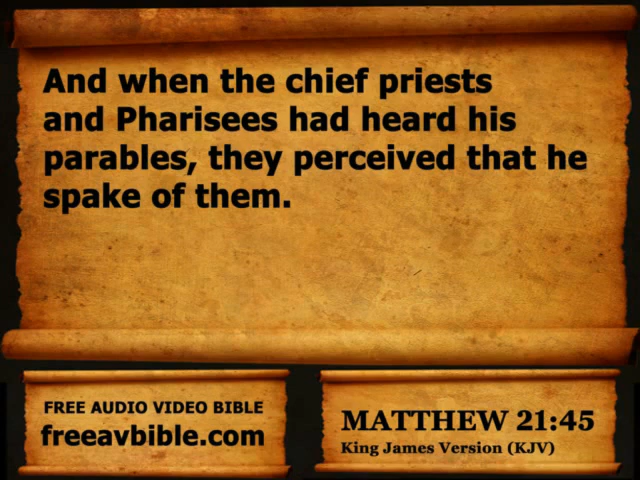 And when the chief priests
and Pharisees had heard his
parables, they perceived that he
spake of them.
FREE AUDIO VIDEO BIBLE
freeavbible.com
MATTHEW 21:45
King James Version (KJV)